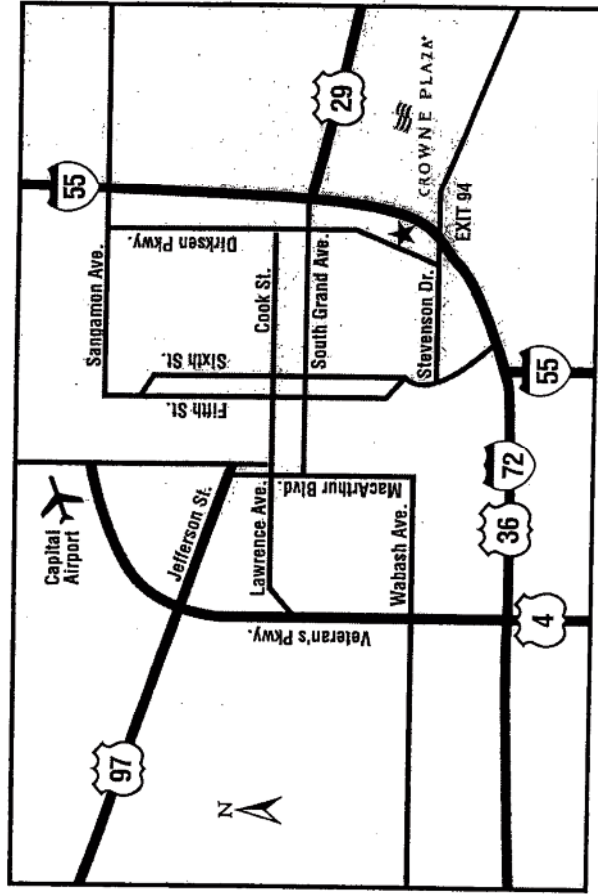 Capital
Airport
55
Sangamon Ave.
97
Jefferson St.
Fifth St.
Sixth St.
Dirksen Pkwy.
N
Lawrence Ave.
Cook St.
Veteran's Pkwy.
South Grand Ave.
29
MacArthur Blvd.
Wabash Ave.
Stevenson Dr.
CROWNE PLAZA
EXIT 94
36
72
4
55